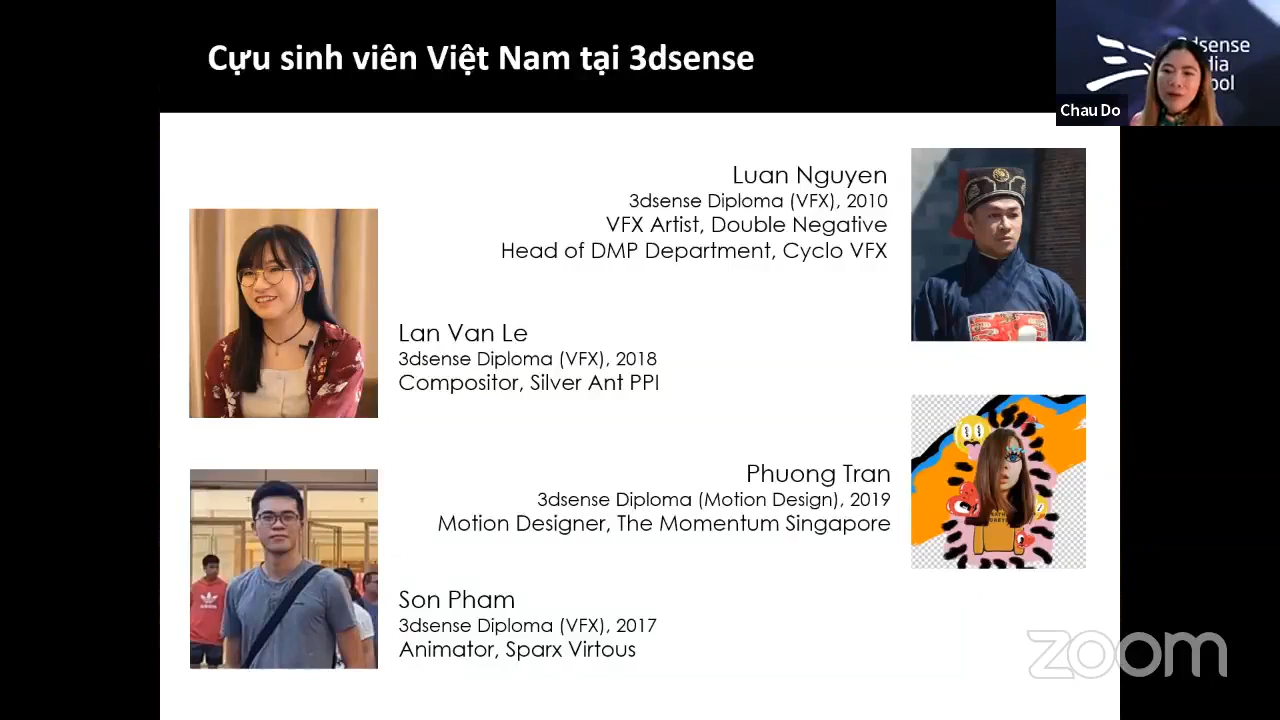 Cựu sinh viên Việt Nam tại 3dsense
3dsense
Chau Do
Luan Nguyen
3dsense Diploma (VFX), 2010
VFX Artist, Double Negative
Head of DMP Department, Cyclo VFX
Lan Van Le
3dsense Diploma (VFX), 2018
Compositor, Silver Ant PPI
Phuong Tran
3dsense Diploma (Motion Design), 2019
Motion Designer, The Momentum Singapore
Son Pham
3dsense Diploma (VFX), 2017
Animator, Sparx Virtous
zoom